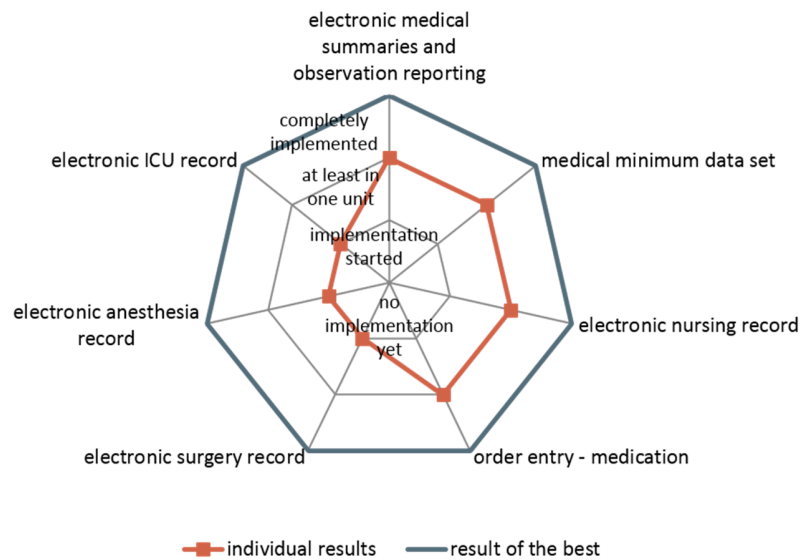 electronic medical
summaries and
observation reporting
completely
implemented
electronic ICU record
medical minimum data set
at least in
one unit
implementation
started
no
implementation
yet
electronic anesthesia
record
electronic nursing record
electronic surgery record
order entry - medication
individual results
result of the best